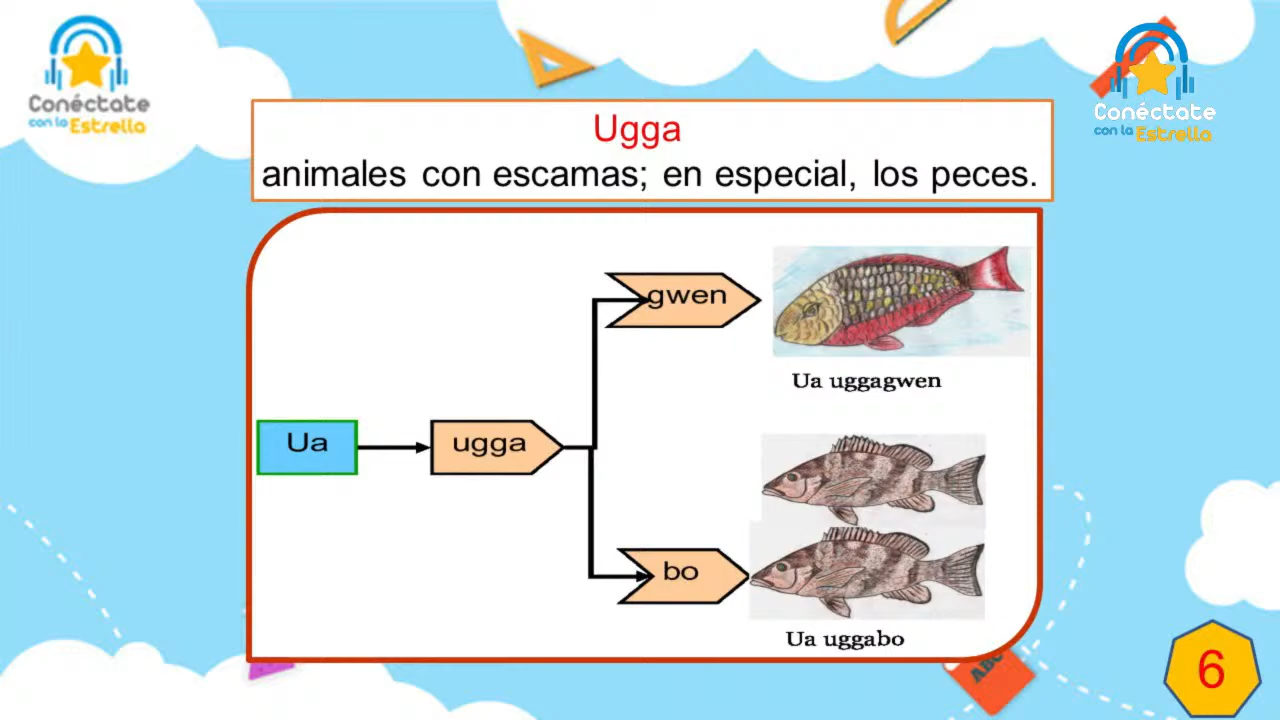 Conéctate
con la Estrella
Conéctate
con la Estrella
Ugga
animales con escamas; en especial, los peces.
gwen
Ua uggagwen
Ua
ugga
bo
Ua uggabo
ABC
6